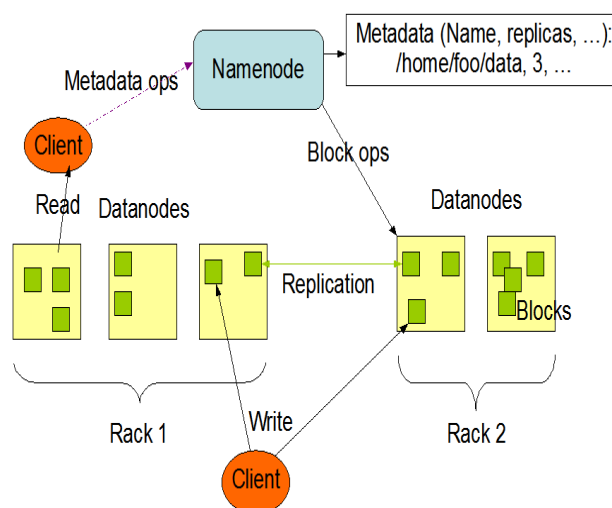 Metadata (Name, replicas, …):
/home/foo/data, 3, …
Namenode
Metadata ops
Client
Block ops
Read
Datanodes
Datanodes
Replication
Blocks
Rack 1
Write
Rack 2
Client